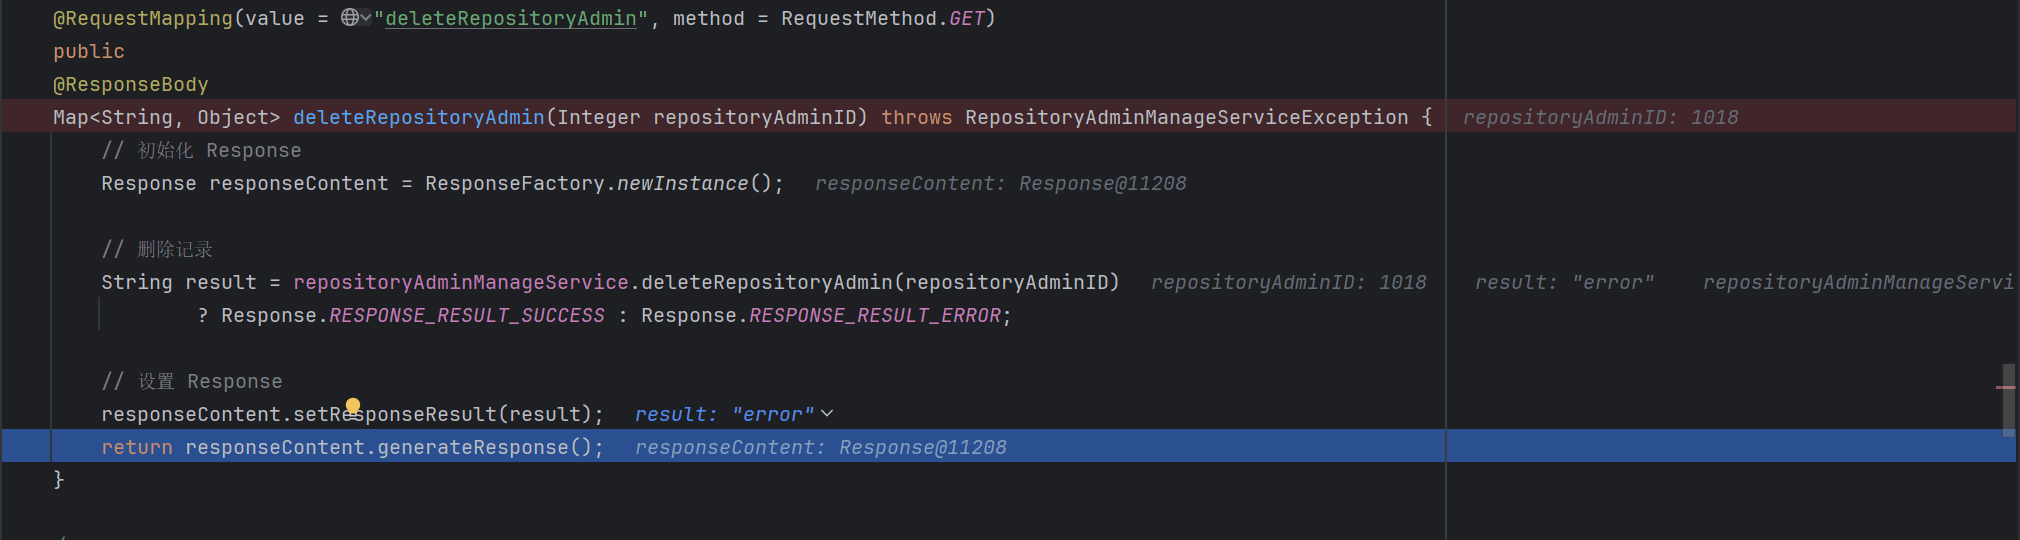 @RequestMapping(value = "deleteRepositoryAdmin", method = RequestMethod.GET)
public
@ResponseBody
Map<String, Object> deleteRepositoryAdmin(Integer repositoryAdminID) throws RepositoryAdminManageServiceException { repositoryAdminID: 1018
// 初始化 Response
Response responseContent = ResponseFactory.newInstance(); responseContent: Response@11208
// 删除记录
String result = repositoryAdminManageService.deleteRepositoryAdmin(repositoryAdminID) repositoryAdminID: 1018 result: "error" repositoryAdminManageServi
? Response.RESPONSE_RESULT_SUCCESS : Response.RESPONSE_RESULT_ERROR;
// 设置 Response
responseContent.setResponseResult(result); result: "error"
return responseContent.generateResponse(); responseContent: Response@11208
}